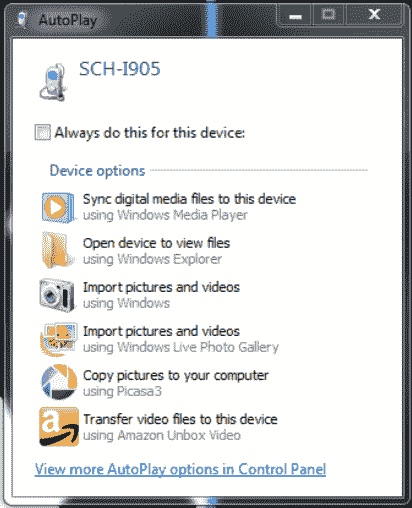 AutoPlay
SCH-I905
Always do this for this device:
Device options
Sync digital media files to this device
using Windows Media Player
Open device to view files
using Windows Explorer
Import pictures and videos
using Windows
Import pictures and videos
using Windows Live Photo Gallery
Copy pictures to your computer
using Picasa3
Transfer video files to this device
using Amazon Unbox Video
View more AutoPlay options in Control Panel